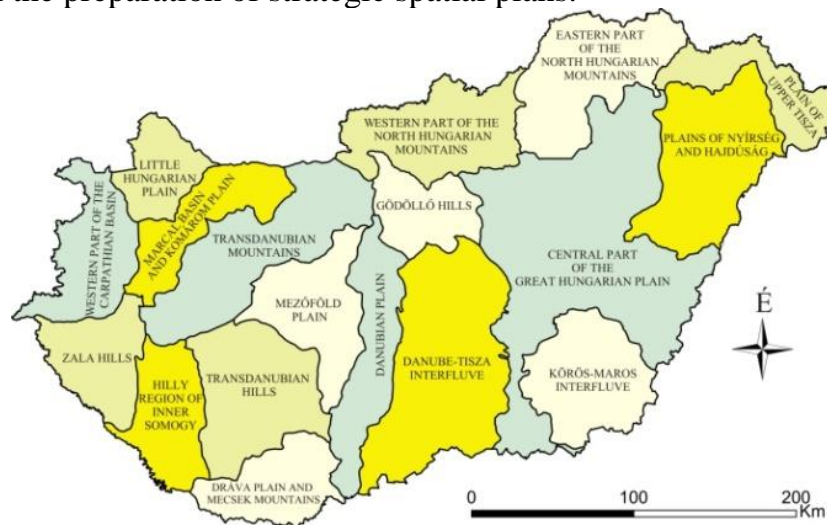 the preparation of strategic spatial plans.
EASTERN PART
OF THE
NORTH HUNGARIAN
MOUNTAINS
PLAIN OF
UPPER TISZA
WESTERN PART OF THE
NORTH HUNGARIAN
MOUNTAINS
PLAINS OF NYÍRSÉG
AND HAJDÚSÁG
LITTLE
HUNGARIAN
PLAIN
WESTERN PART OF THE
CARPATHIAN BASIN
MARCAL BASIN
AND KOMÁROM PLAIN
GÖDÖLLŐ HILLS
TRANSDANUBIAN
MOUNTAINS
CENTRAL PART
OF THE
GREAT HUNGARIAN PLAIN
MEZŐFÖLD
PLAIN
DANUBIAN PLAIN
É
ZALA HILLS
HILLY
REGION OF
INNER
SOMOGY
TRANSDANUBIAN
HILLS
DANUBE-TISZA
INTERFLUVE
KÖRÖS-MAROS
INTERFLUVE
DRÁVA PLAIN AND
MECSEK MOUNTAINS
0 100 200
Km